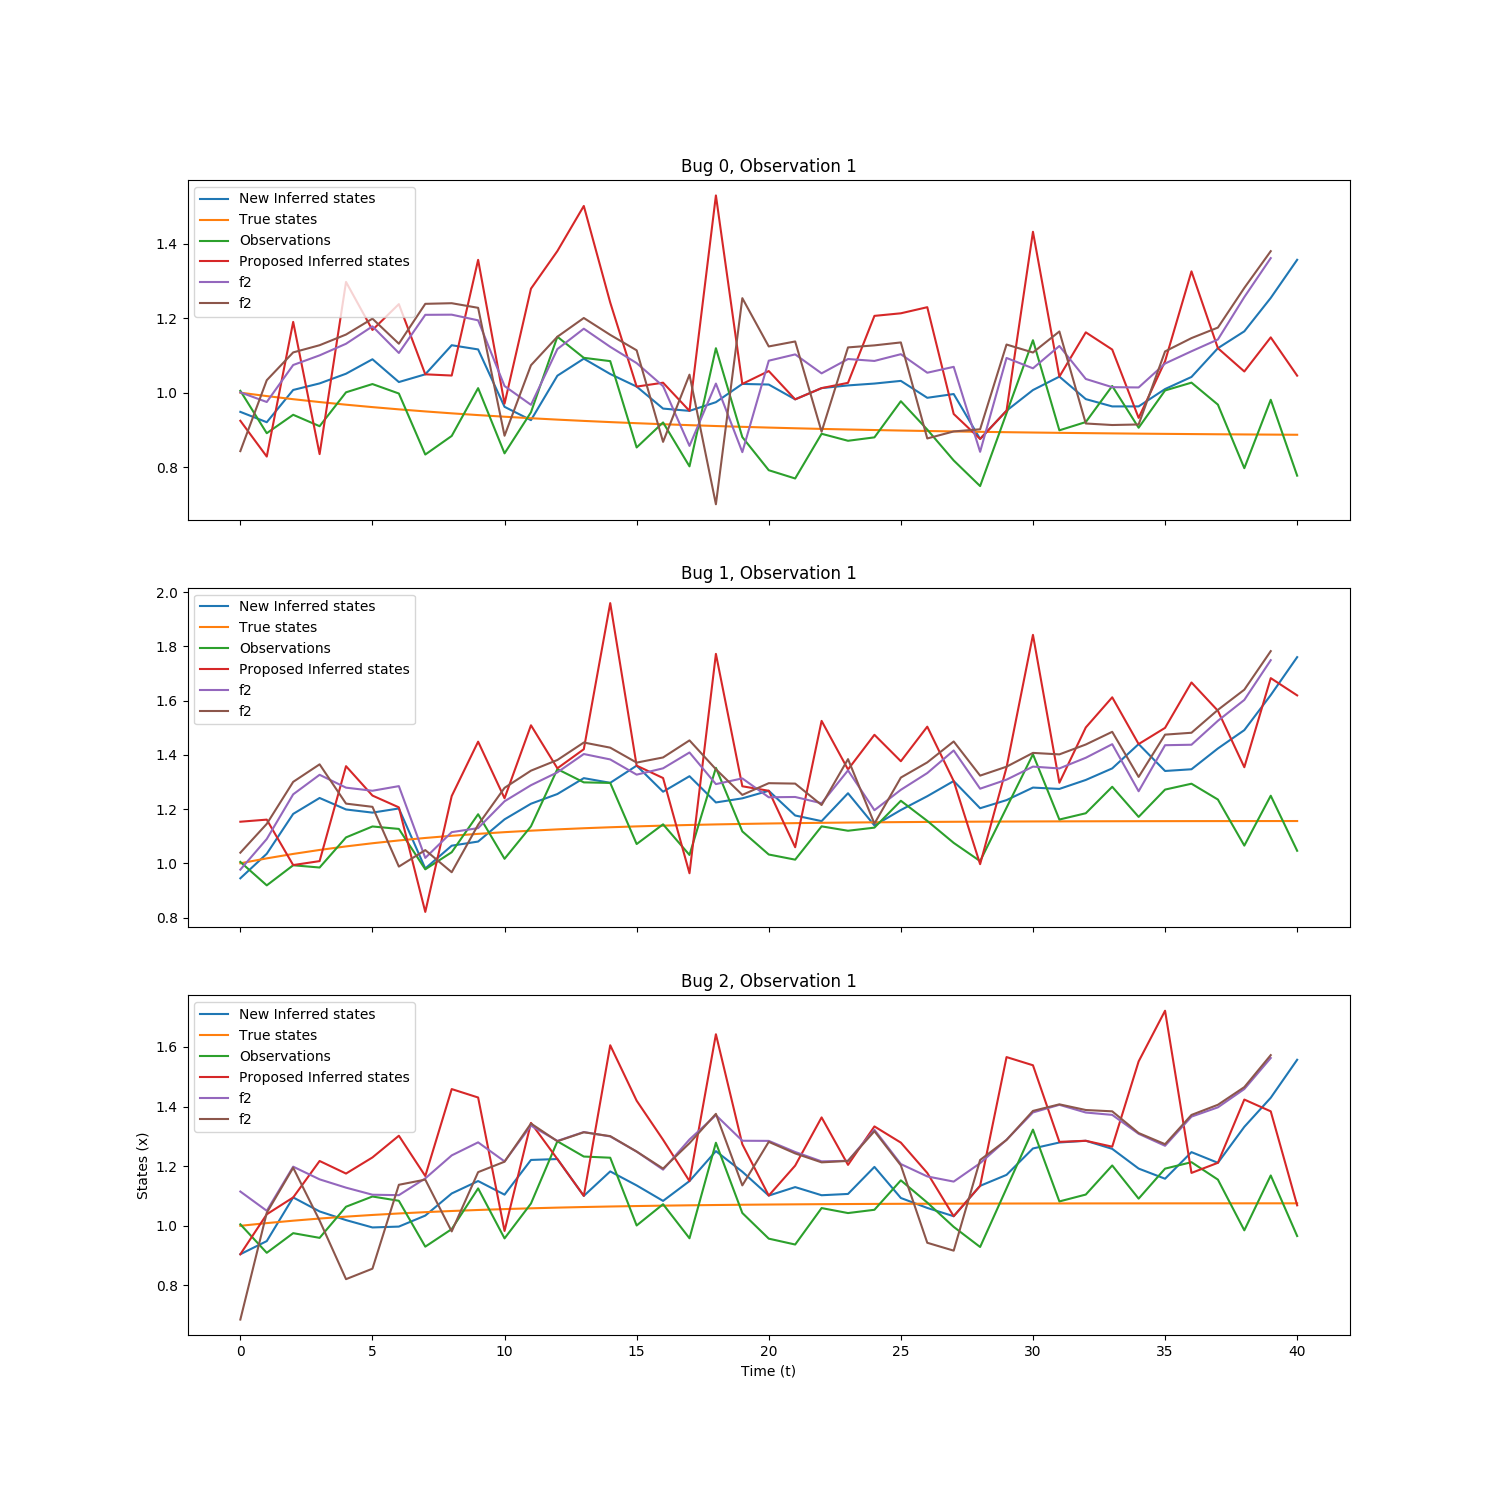 Bug 0, Observation 1
New Inferred states
True states
Observations
Proposed Inferred states
f2
f2
1.4
1.2
1.0
0.8
Bug 1, Observation 1
New Inferred states
True states
Observations
Proposed Inferred states
f2
f2
2.0
1.8
1.6
1.4
1.2
1.0
0.8
Bug 2, Observation 1
New Inferred states
True states
Observations
Proposed Inferred states
f2
f2
1.6
1.4
1.2
1.0
0.8
States (x)
0 5 10 15 20 25 30 35 40
Time (t)